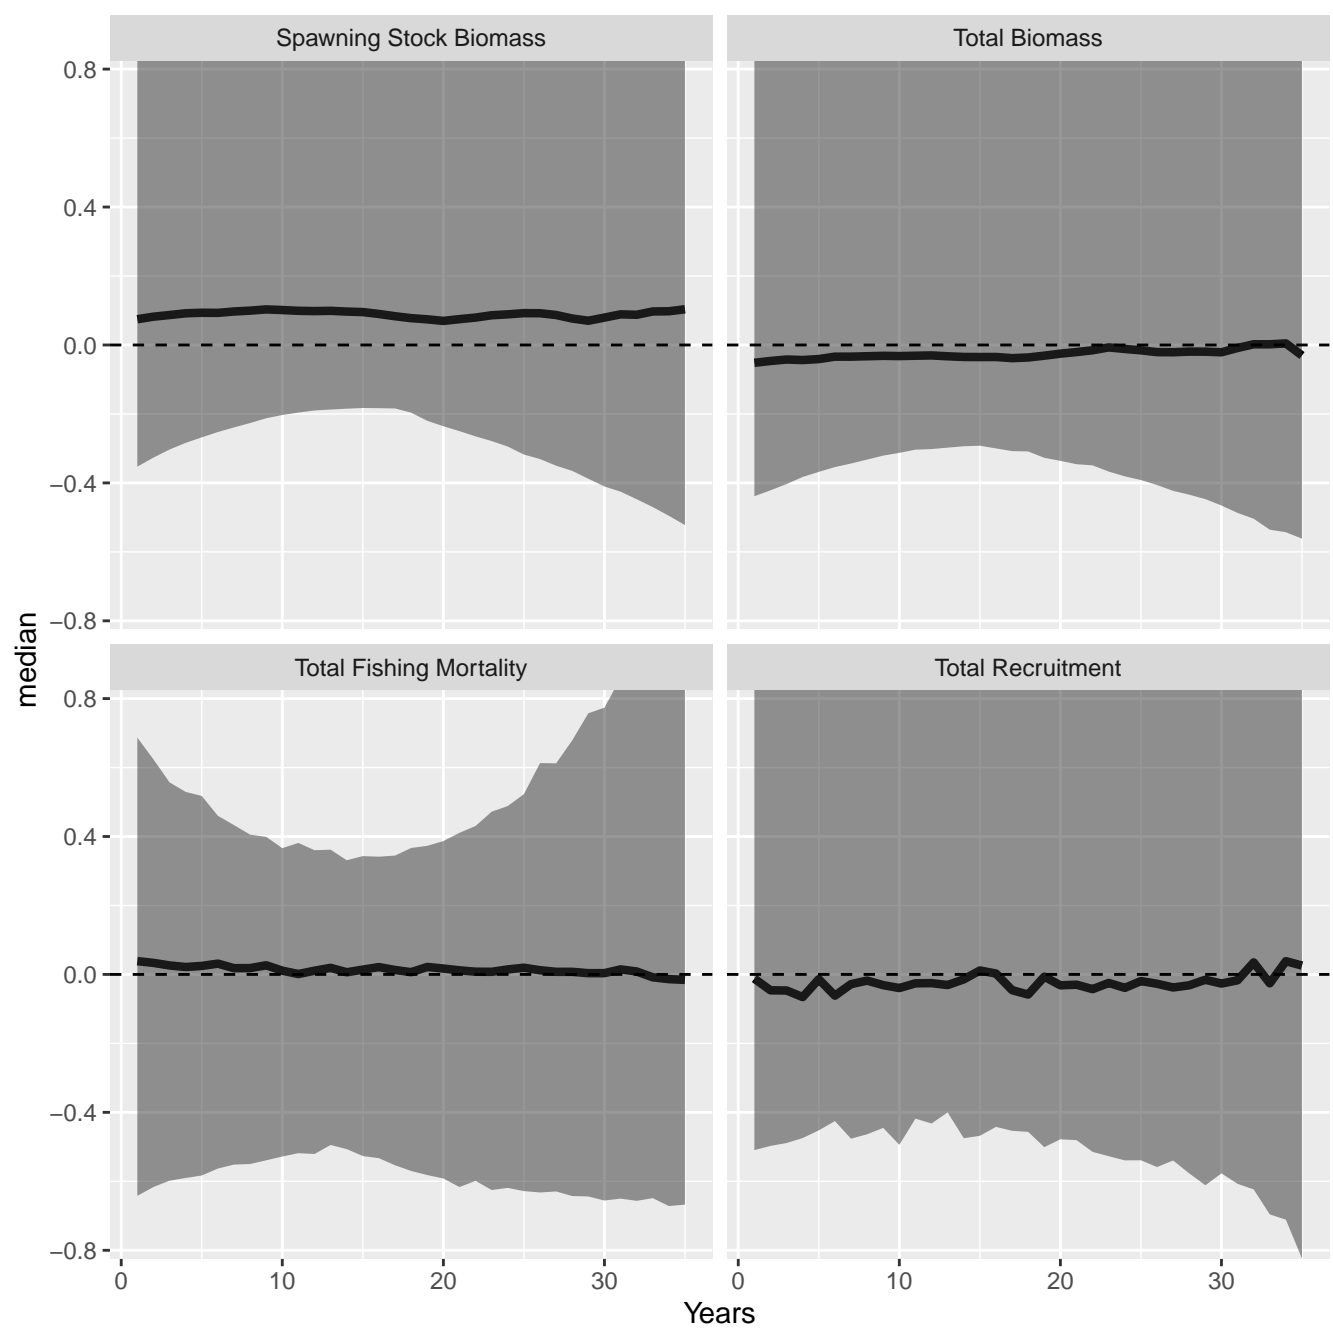 Spawning Stock Biomass
Total Biomass
0.8
0.4
0.0
−0.4
−0.8
median
Total Fishing Mortality
Total Recruitment
0.8
0.4
0.0
−0.4
−0.8
0 10 20 30
0 10 20 30
Years